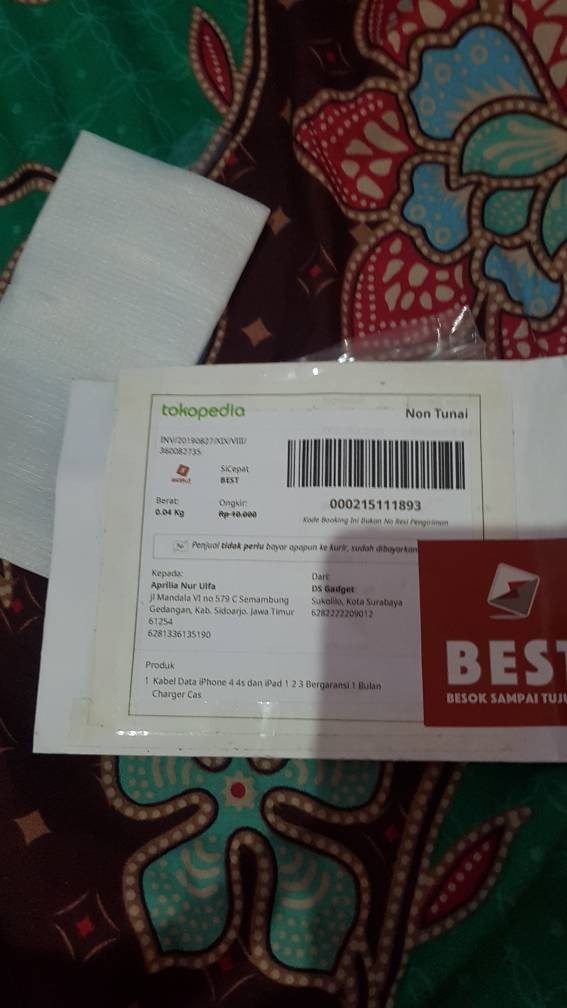 tokopedia
Non Tunai
INV/20190827/XIX/VIII/
360082735
SiCepat
BEST
000215111893
Kode Booking Ini Bukan No Resi Pengiriman
Berat:
0.04 Kg
Ongkir:
Rp 10.000
Penjual tidak perlu bayar apapun ke kurir, sudah dibayarkan
Kepada:
Aprilia Nur Ulfa
jl Mandala VI no 579 C Semambung
Gedangan, Kab. Sidoarjo. Jawa Timur
61254
6281336135190
Dari:
DS Gadget
Sukolilo, Kota Surabaya
6282222209012
Produk
1 Kabel Data iPhone 4 4s dan iPad 1 2 3 Bergaransi 1 Bulan
Charger Cas
BEST
BESOK SAMPAI TUJU